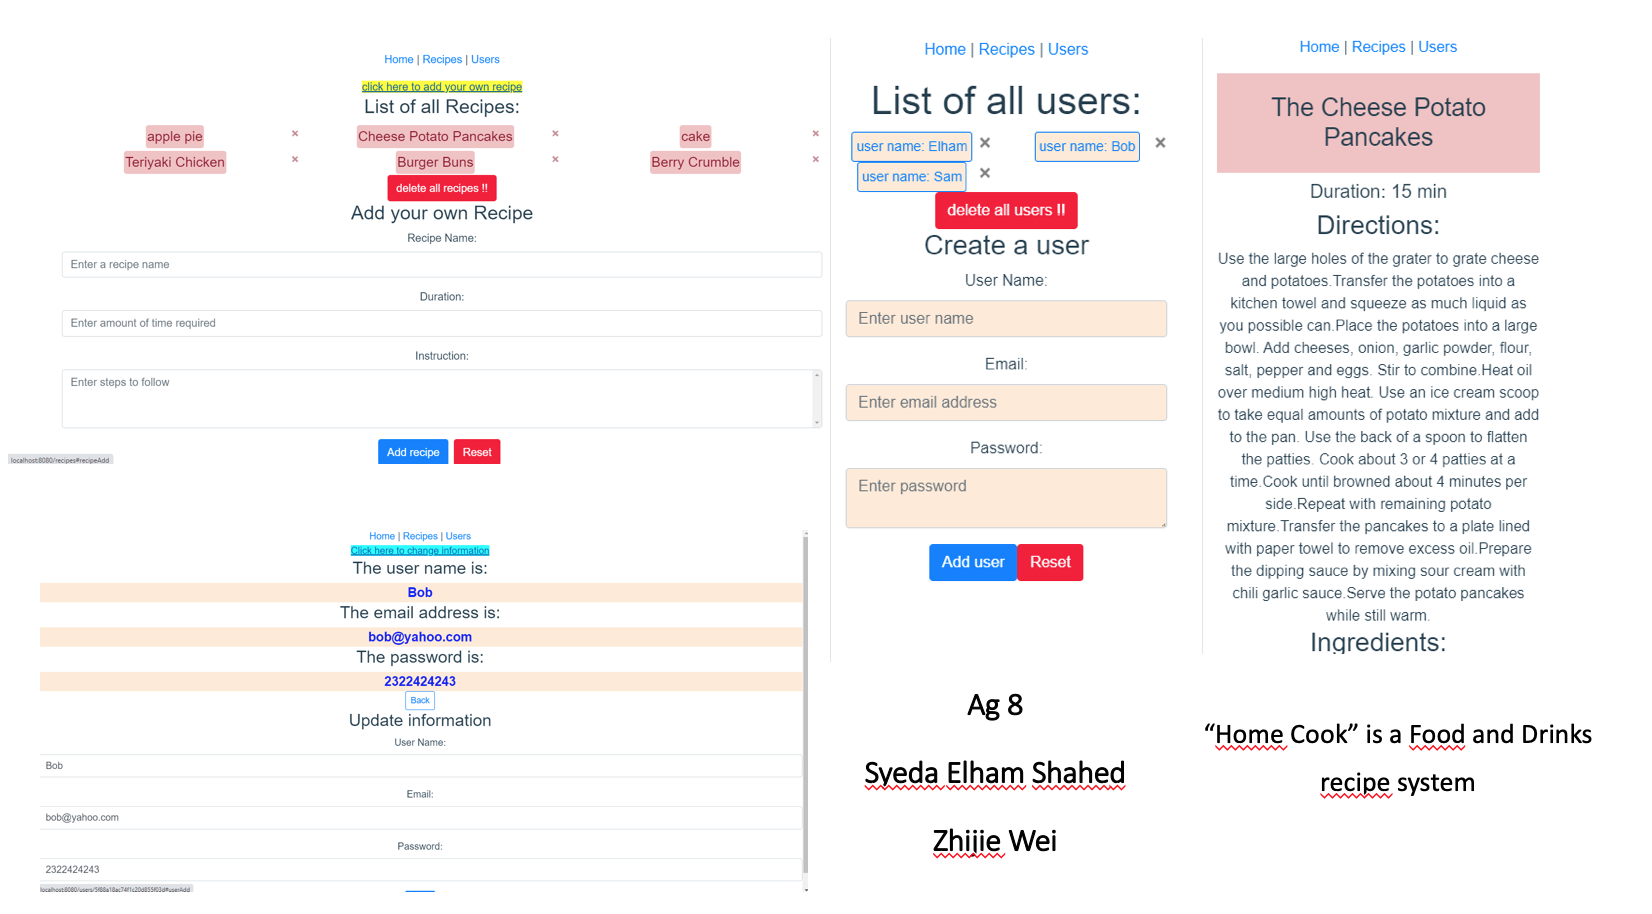 Home | Recipes | Users
click here to add your own recipe
List of all Recipes:
apple pie × Cheese Potato Pancakes × cake ×
Teriyaki Chicken × Burger Buns × Berry Crumble ×
delete all recipes !!
Add your own Recipe
Recipe Name:
Enter a recipe name
Duration:
Enter amount of time required
Instruction:
Enter steps to follow
Add recipe Reset
localhost:8080/recipes#recipeAdd
Home | Recipes | Users
Click here to change information
The user name is:
Bob
The email address is:
bob@yahoo.com
The password is:
2322424243
Back
Update information
User Name:
Bob
Email:
bob@yahoo.com
Password:
2322424243
Home | Recipes | Users
List of all users:
user name: Elham × user name: Bob ×
user name: Sam ×
delete all users !!
Create a user
User Name:
Enter user name
Email:
Enter email address
Password:
Enter password
Add user Reset
Home | Recipes | Users
The Cheese Potato
Pancakes
Duration: 15 min
Directions:
Use the large holes of the grater to grate cheese
and potatoes.Transfer the potatoes into a
kitchen towel and squeeze as much liquid as
you possible can.Place the potatoes into a large
bowl. Add cheeses, onion, garlic powder, flour,
salt, pepper and eggs. Stir to combine.Heat oil
over medium high heat. Use an ice cream scoop
to take equal amounts of potato mixture and add
to the pan. Use the back of a spoon to flatten
the patties. Cook about 3 or 4 patties at a
time.Cook until browned about 4 minutes per
side.Repeat with remaining potato
mixture.Transfer the pancakes to a plate lined
with paper towel to remove excess oil.Prepare
the dipping sauce by mixing sour cream with
chili garlic sauce.Serve the potato pancakes
while still warm.
Ingredients:
Ag 8
Syeda Elham Shahed
Zhijie Wei
“Home Cook” is a Food and Drinks
recipe system